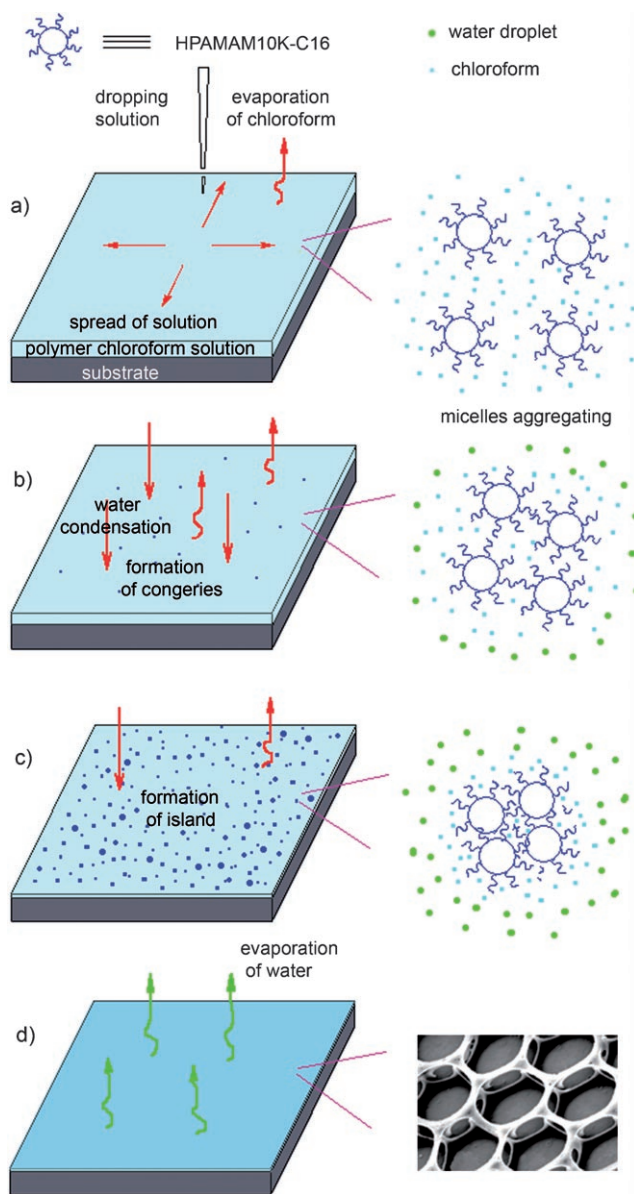 HPAMAM10K-C16
water droplet
chloroform
dropping
solution
evaporation
of chloroform
a)
spread of solution
polymer chloroform solution
substrate
micelles aggregating
b)
water
condensation
formation
of congeries
c)
formation
of island
evaporation
of water
d)